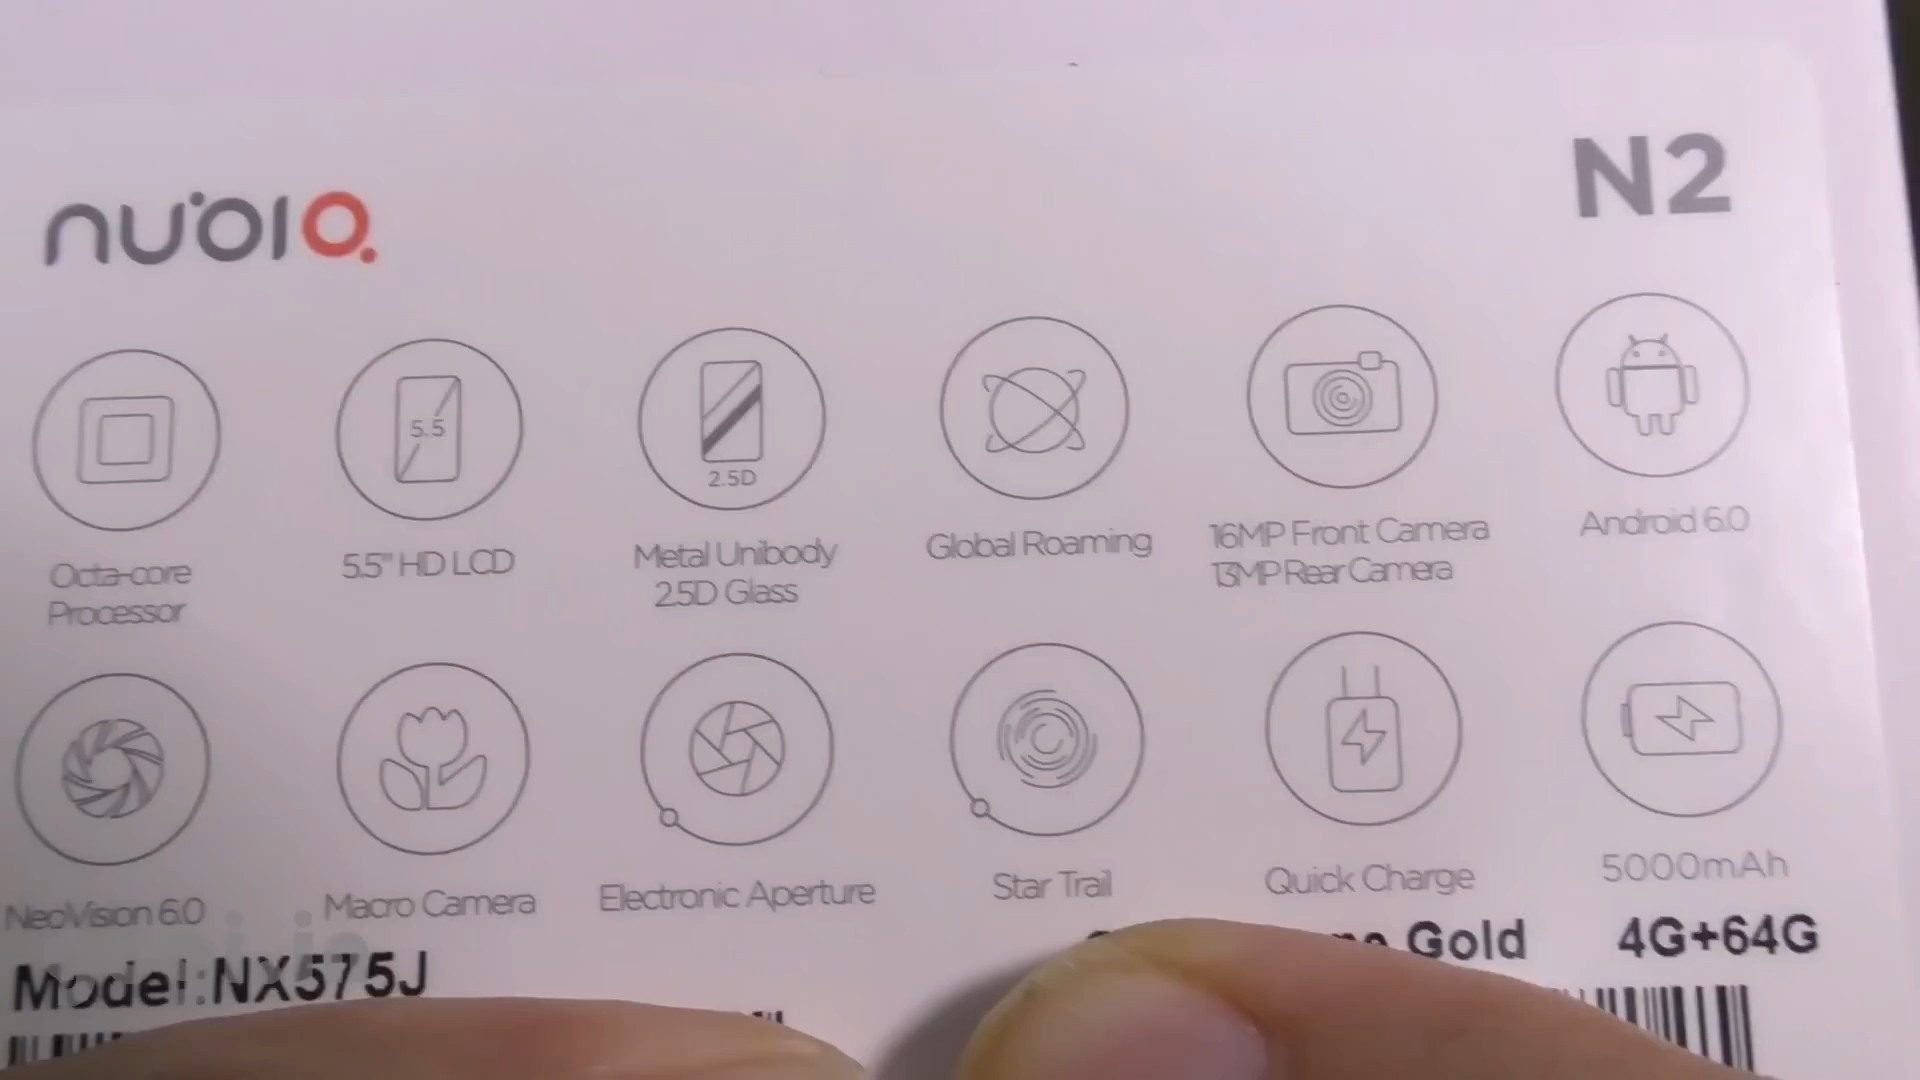 nubia
N2
5.5
2.5D
Octa-core
Processor
5.5" HD LCD
Metal Unibody
2.5D Glass
Global Roaming
16MP Front Camera
13MP Rear Camera
Android 6.0
NeoVision 6.0
Macro Camera
Electronic Aperture
Star Trail
Quick Charge
5000mAh
Model:NX575J
Gold
4G+64G